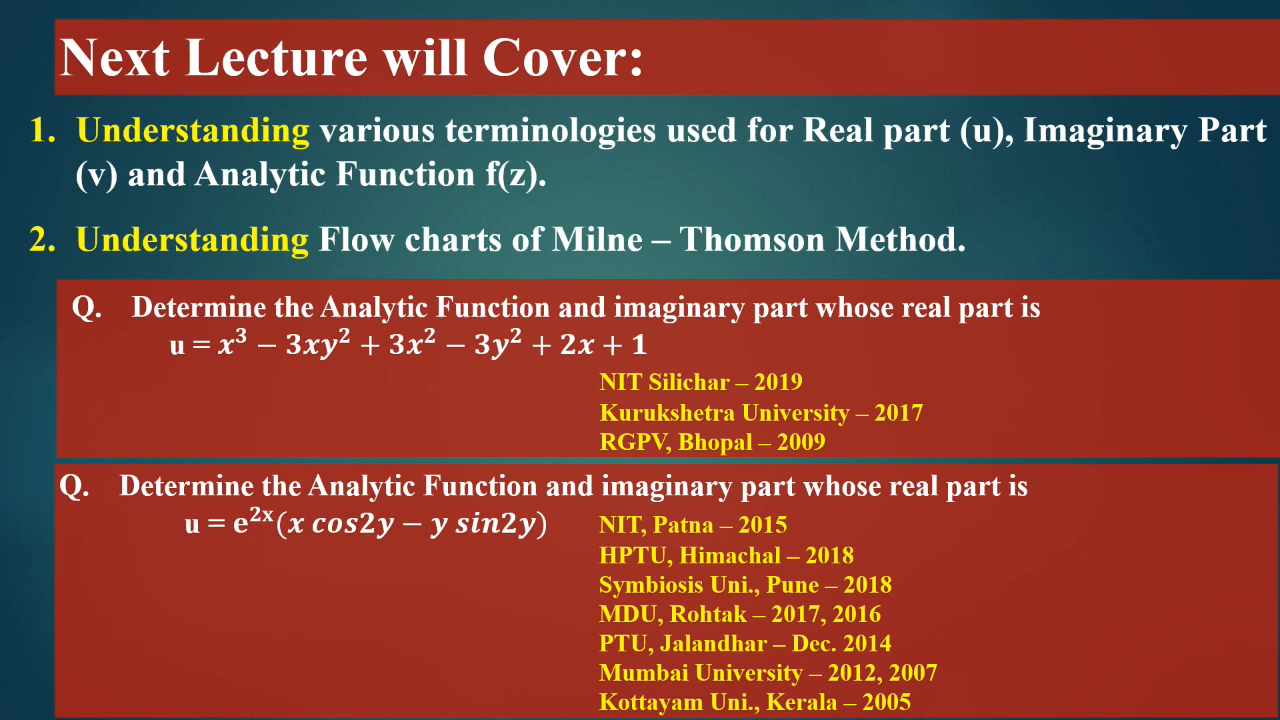 Next Lecture will Cover:
1. Understanding various terminologies used for Real part (u), Imaginary Part
(v) and Analytic Function f(z).
2. Understanding Flow charts of Milne – Thomson Method.
Q. Determine the Analytic Function and imaginary part whose real part is
u = x³ − 3xy² + 3x² − 3y² + 2x + 1
NIT Silichar – 2019
Kurukshetra University – 2017
RGPV, Bhopal – 2009
Q. Determine the Analytic Function and imaginary part whose real part is
u = e²ˣ(x cos2y − y sin2y)
NIT, Patna – 2015
HPTU, Himachal – 2018
Symbiosis Uni., Pune – 2018
MDU, Rohtak – 2017, 2016
PTU, Jalandhar – Dec. 2014
Mumbai University – 2012, 2007
Kottayam Uni., Kerala – 2005